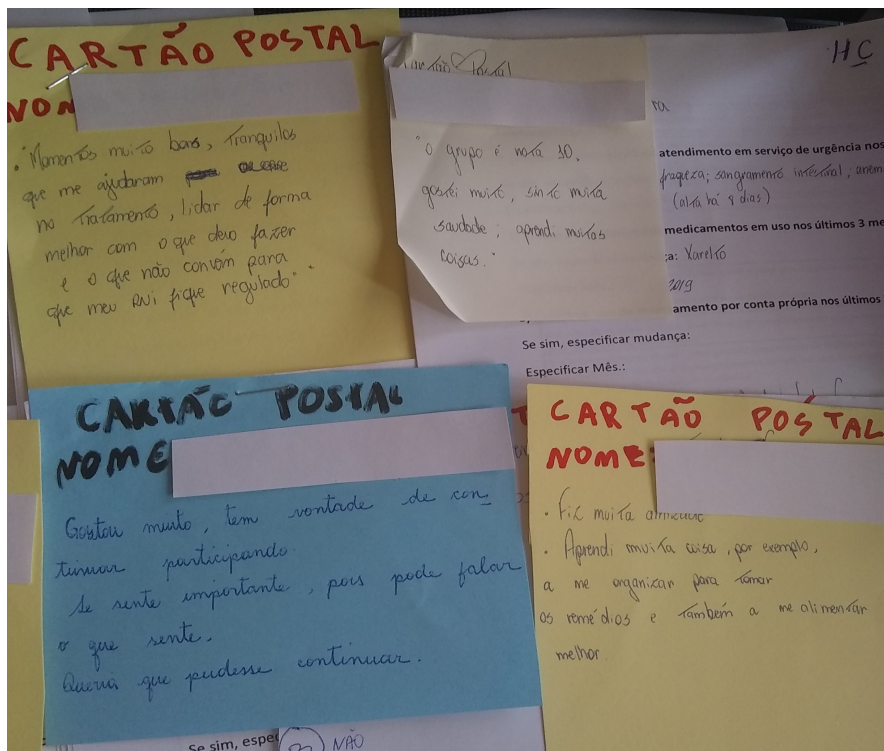 CARTÃO POSTAL
NOM
"Momentos muito bons, tranquilos
que me ajudaram
no tratamento, lidar de forma
melhor com o que devo fazer
e o que não convém para
que meu RNI fique regulado".
Cartão Postal
"O grupo é nota 10.
gostei muito, sinto muita
saudade; aprendi muitas
coisas."
HC
ra
atendimento em serviço de urgência nos
fraqueza; sangramento intestinal; anem
(alta há 8 dias)
medicamentos em uso nos últimos 3 me
ça: Xarelto
2019
amento por conta própria nos últimos
Se sim, especificar mudança:
Especificar Mês.:
CARTÃO POSTAL
NOME
Gostou muito, tem vontade de con
tinuar participando
Se sente importante, pois pode falar
o que sente.
Queria que pudesse continuar.
CARTÃO POSTAL
NOME:
. Fiz muita amizade
. Aprendi muita coisa, por exemplo,
a me organizar para tomar
os remédios e também a me alimentar
melhor
Se sim, espec
NÃO